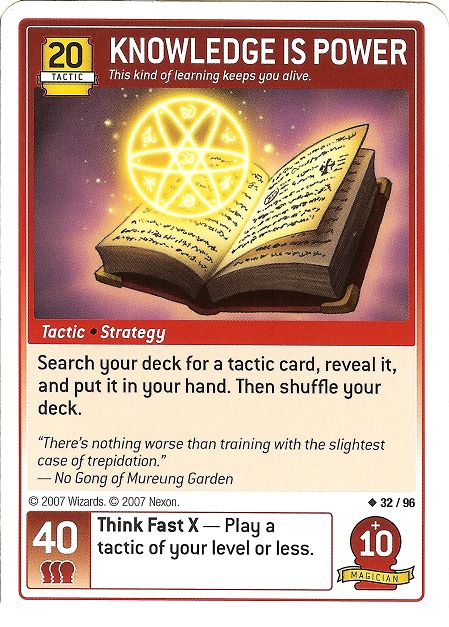 20
TACTIC
KNOWLEDGE IS POWER
This kind of learning keeps you alive.
Tactic • Strategy
Search your deck for a tactic card, reveal it,
and put it in your hand. Then shuffle your
deck.
“There’s nothing worse than training with the slightest
case of trepidation.”
— No Gong of Mureung Garden
© 2007 Wizards. © 2007 Nexon.
◆ 32 / 96
40
Think Fast X — Play a
tactic of your level or less.
+
10
MAGICIAN